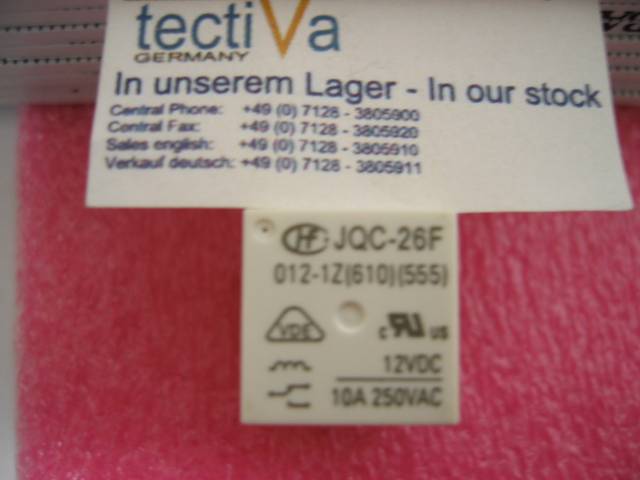 tectiVa
GERMANY
In unserem Lager - In our stock
Central Phone: +49 (0) 7128 - 3805900
Central Fax: +49 (0) 7128 - 3805920
Sales english: +49 (0) 7128 - 3805910
Verkauf deutsch: +49 (0) 7128 - 3805911
HF JQC-26F
012-1Z(610)(555)
VDE c RU us
12VDC
10A 250VAC